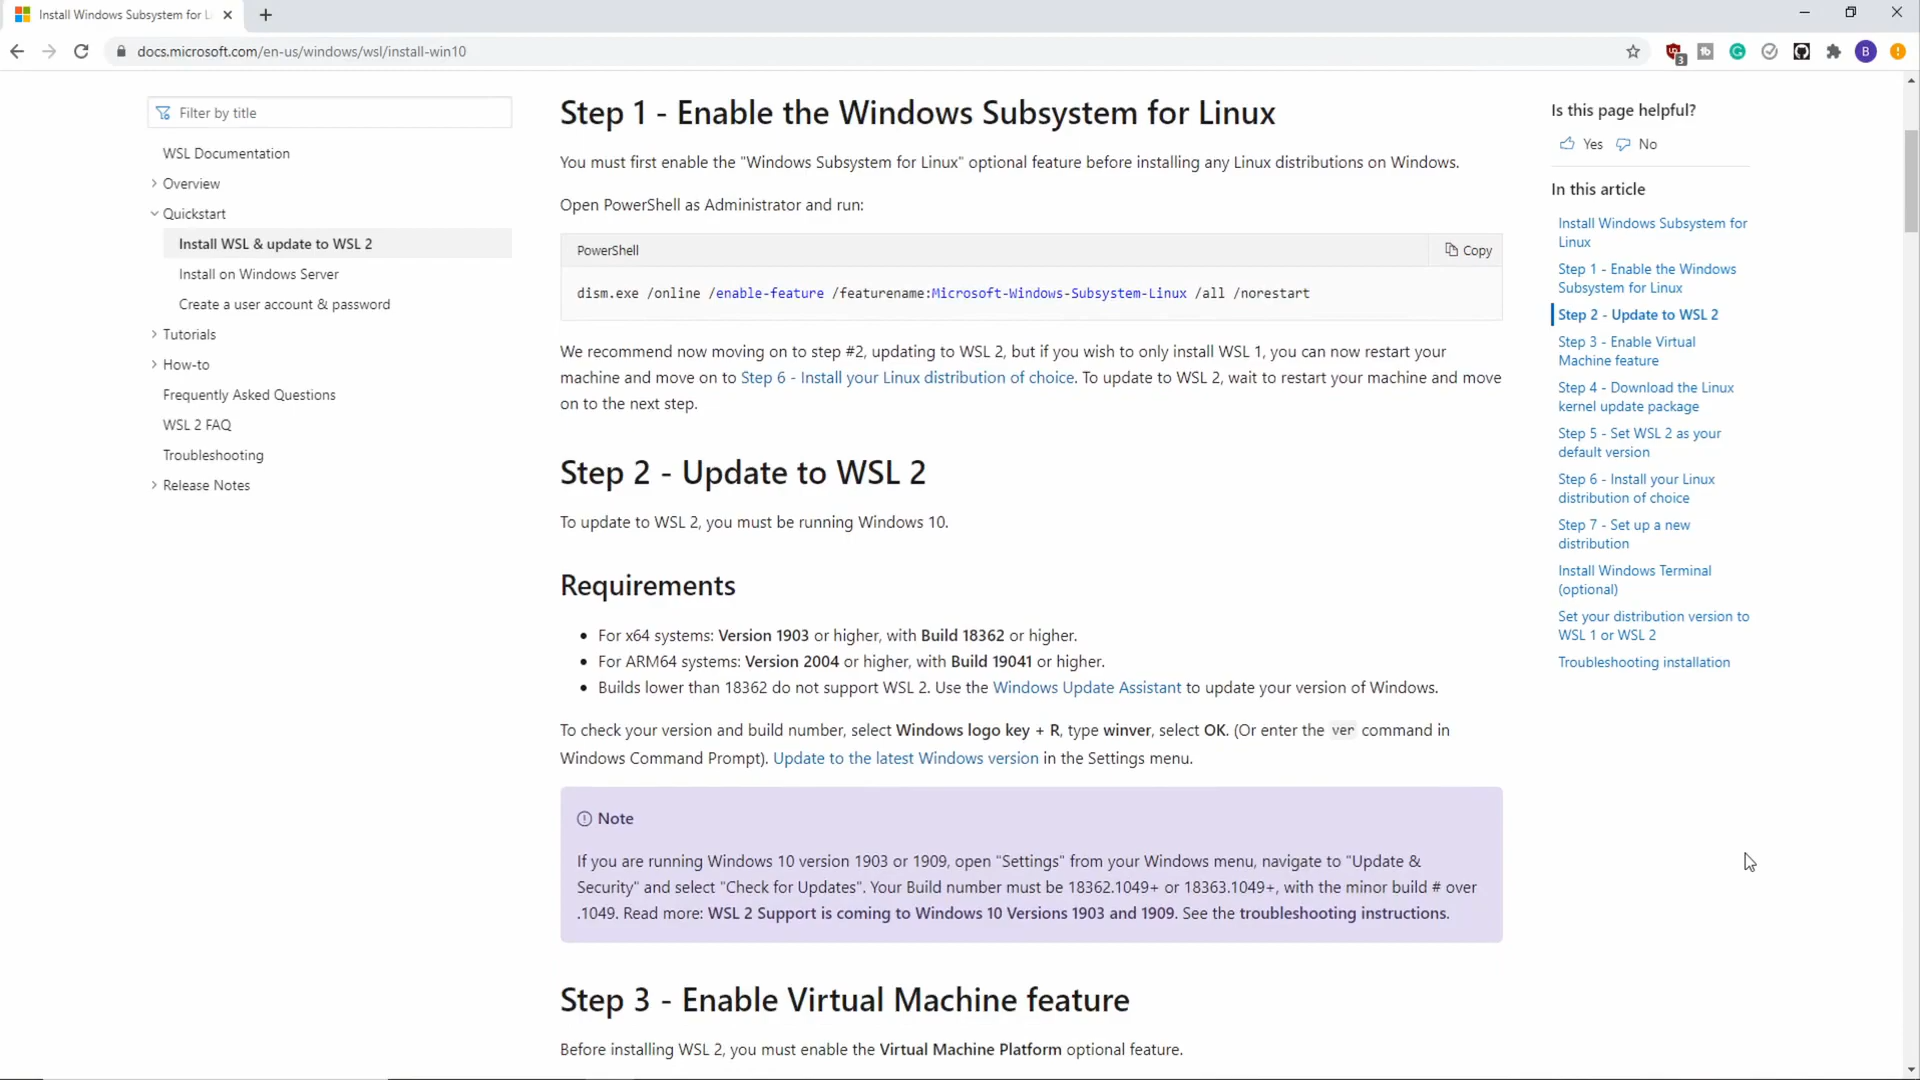 Install Windows Subsystem for L
docs.microsoft.com/en-us/windows/wsl/install-win10
3
B
Filter by title
WSL Documentation
Overview
Quickstart
Install WSL & update to WSL 2
Install on Windows Server
Create a user account & password
Tutorials
How-to
Frequently Asked Questions
WSL 2 FAQ
Troubleshooting
Release Notes
Step 1 - Enable the Windows Subsystem for Linux
You must first enable the "Windows Subsystem for Linux" optional feature before installing any Linux distributions on Windows.
Open PowerShell as Administrator and run:
PowerShell
Copy
dism.exe /online /enable-feature /featurename:Microsoft-Windows-Subsystem-Linux /all /norestart
We recommend now moving on to step #2, updating to WSL 2, but if you wish to only install WSL 1, you can now restart your
machine and move on to Step 6 - Install your Linux distribution of choice. To update to WSL 2, wait to restart your machine and move
on to the next step.
Step 2 - Update to WSL 2
To update to WSL 2, you must be running Windows 10.
Requirements
• For x64 systems: Version 1903 or higher, with Build 18362 or higher.
• For ARM64 systems: Version 2004 or higher, with Build 19041 or higher.
• Builds lower than 18362 do not support WSL 2. Use the Windows Update Assistant to update your version of Windows.
To check your version and build number, select Windows logo key + R, type winver, select OK. (Or enter the ver command in
Windows Command Prompt). Update to the latest Windows version in the Settings menu.
Note
If you are running Windows 10 version 1903 or 1909, open "Settings" from your Windows menu, navigate to "Update &
Security" and select "Check for Updates". Your Build number must be 18362.1049+ or 18363.1049+, with the minor build # over
.1049. Read more: WSL 2 Support is coming to Windows 10 Versions 1903 and 1909. See the troubleshooting instructions.
Step 3 - Enable Virtual Machine feature
Before installing WSL 2, you must enable the Virtual Machine Platform optional feature.
Is this page helpful?
Yes
No
In this article
Install Windows Subsystem for
Linux
Step 1 - Enable the Windows
Subsystem for Linux
Step 2 - Update to WSL 2
Step 3 - Enable Virtual
Machine feature
Step 4 - Download the Linux
kernel update package
Step 5 - Set WSL 2 as your
default version
Step 6 - Install your Linux
distribution of choice
Step 7 - Set up a new
distribution
Install Windows Terminal
(optional)
Set your distribution version to
WSL 1 or WSL 2
Troubleshooting installation